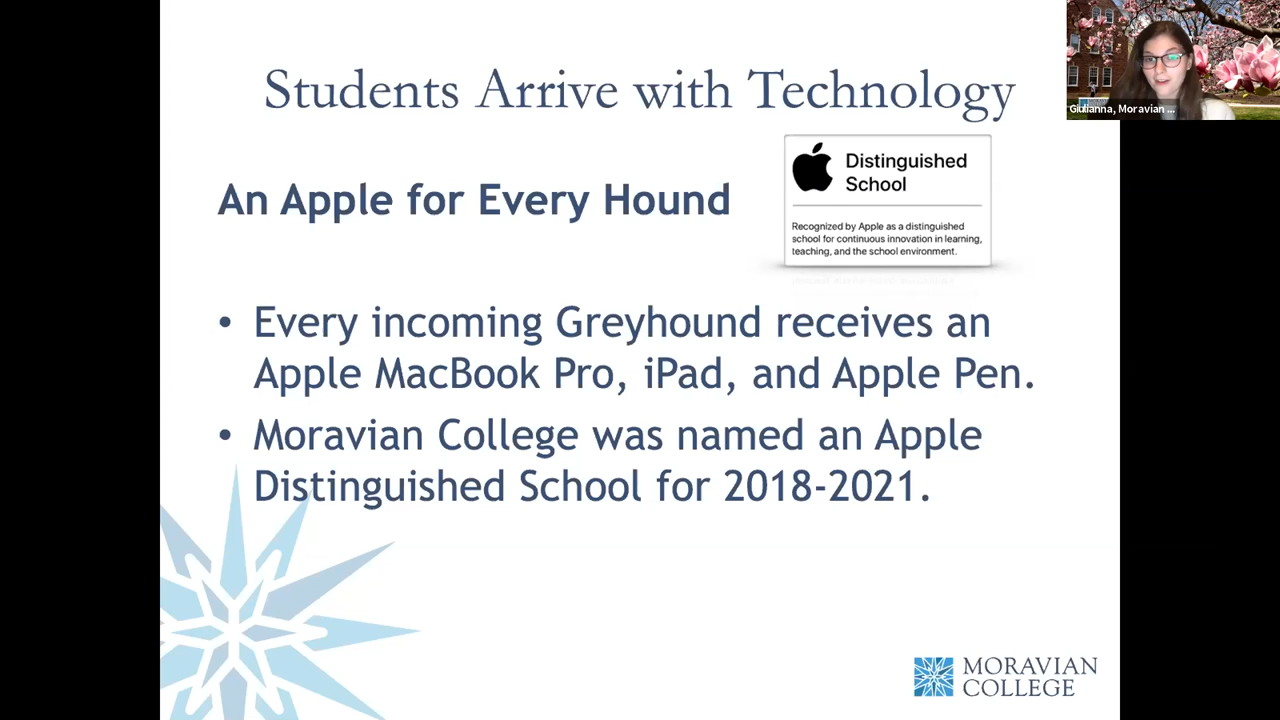 Students Arrive with Technology
An Apple for Every Hound
Distinguished
School
Recognized by Apple as a distinguished
school for continuous innovation in learning,
teaching, and the school environment.
• Every incoming Greyhound receives an
Apple MacBook Pro, iPad, and Apple Pen.
• Moravian College was named an Apple
Distinguished School for 2018-2021.
MORAVIAN
COLLEGE
Giulianna, Moravian ...